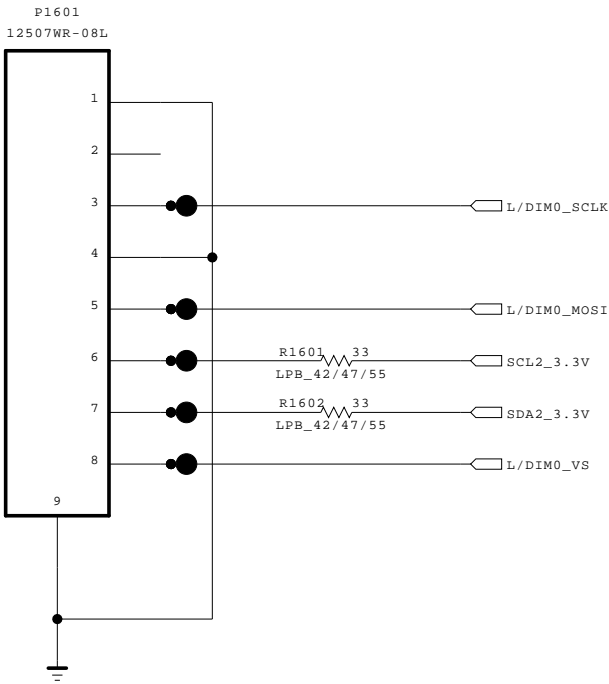 P1601
12507WR-08L
1
2
3
L/DIM0_SCLK
4
5
L/DIM0_MOSI
R1601 33
6
SCL2_3.3V
LPB_42/47/55
R1602 33
7
SDA2_3.3V
LPB_42/47/55
8
L/DIM0_VS
9